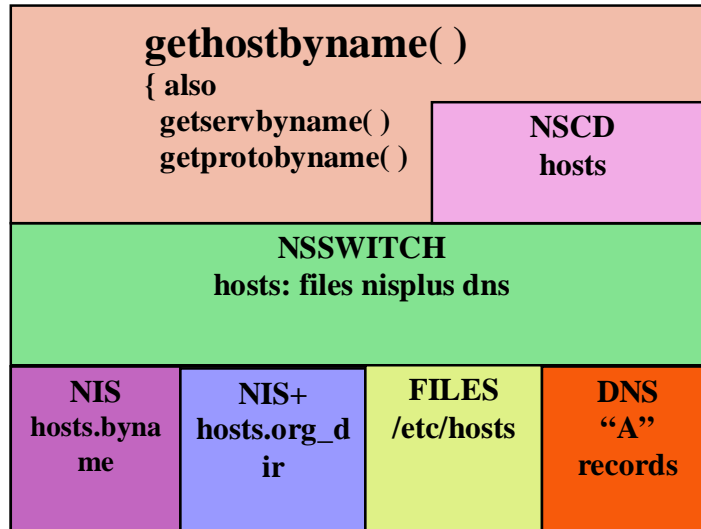 gethostbyname( )
{ also
getservbyname( )
getprotobyname( )
NSCD
hosts
NSSWITCH
hosts: files nisplus dns
NIS
hosts.byna
me
NIS+
hosts.org_d
ir
FILES
/etc/hosts
DNS
“A”
records